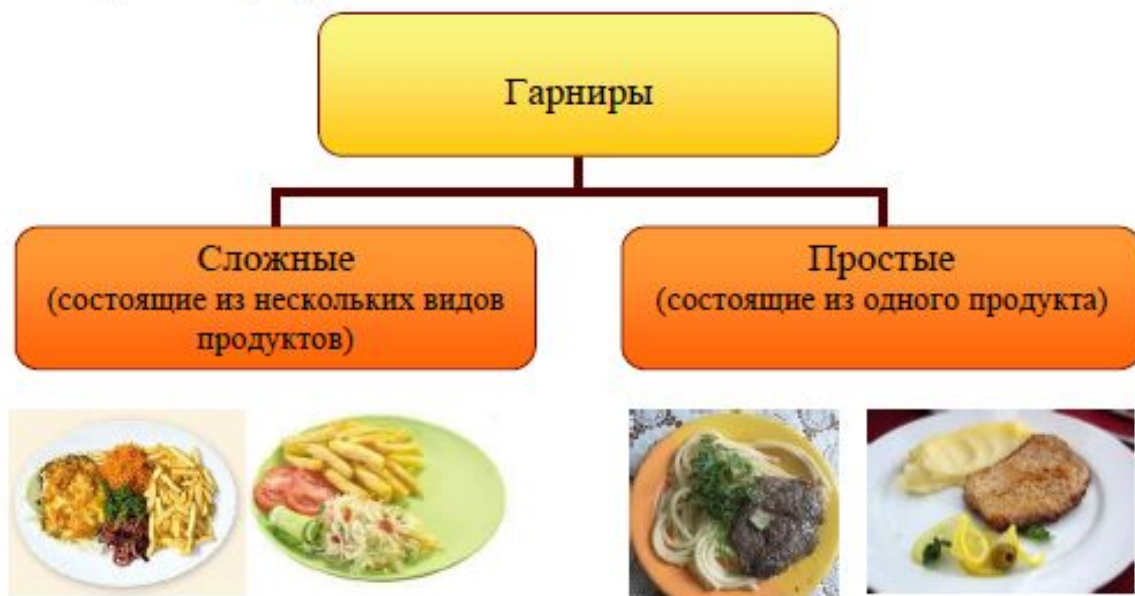 Гарниры
Сложные
(состоящие из нескольких видов
продуктов)
Простые
(состоящие из одного продукта)